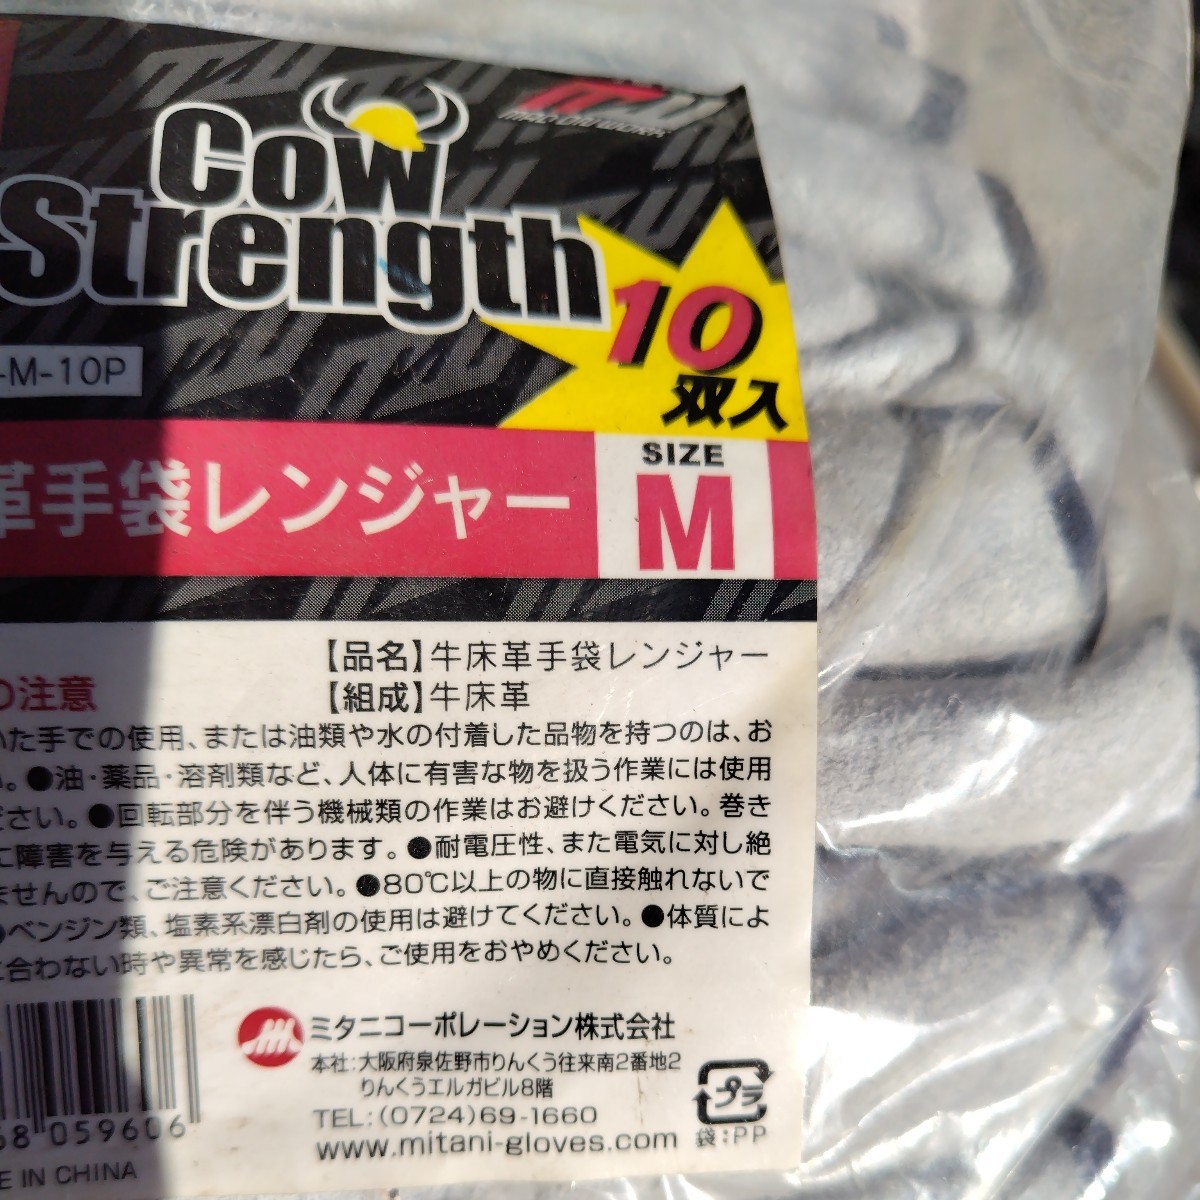 Cow
Strength
10
双入
-M-10P
SIZE
M
革手袋レンジャー
【品名】牛床革手袋レンジャー
【組成】牛床革
の注意
いた手での使用、または油類や水の付着した品物を持つのは、お
い。●油・薬品・溶剤類など、人体に有害な物を扱う作業には使用
ださい。●回転部分を伴う機械類の作業はお避けください。巻き
に障害を与える危険があります。●耐電圧性、また電気に対し絶
ませんので、ご注意ください。●80℃以上の物に直接触れないで
●ベンジン類、塩素系漂白剤の使用は避けてください。●体質によ
に合わない時や異常を感じたら、ご使用をおやめください。
ミタニコーポレーション株式会社
本社:大阪府泉佐野市りんくう往来南2番地2
りんくうエルガビル8階
TEL:(0724)69-1660
www.mitani-gloves.com
プラ
袋:PP
68 059606
E IN CHINA